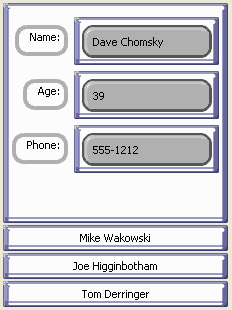 Name: Dave Chomsky
Age: 39
Phone: 555-1212
Mike Wakowski
Joe Higginbotham
Tom Derringer